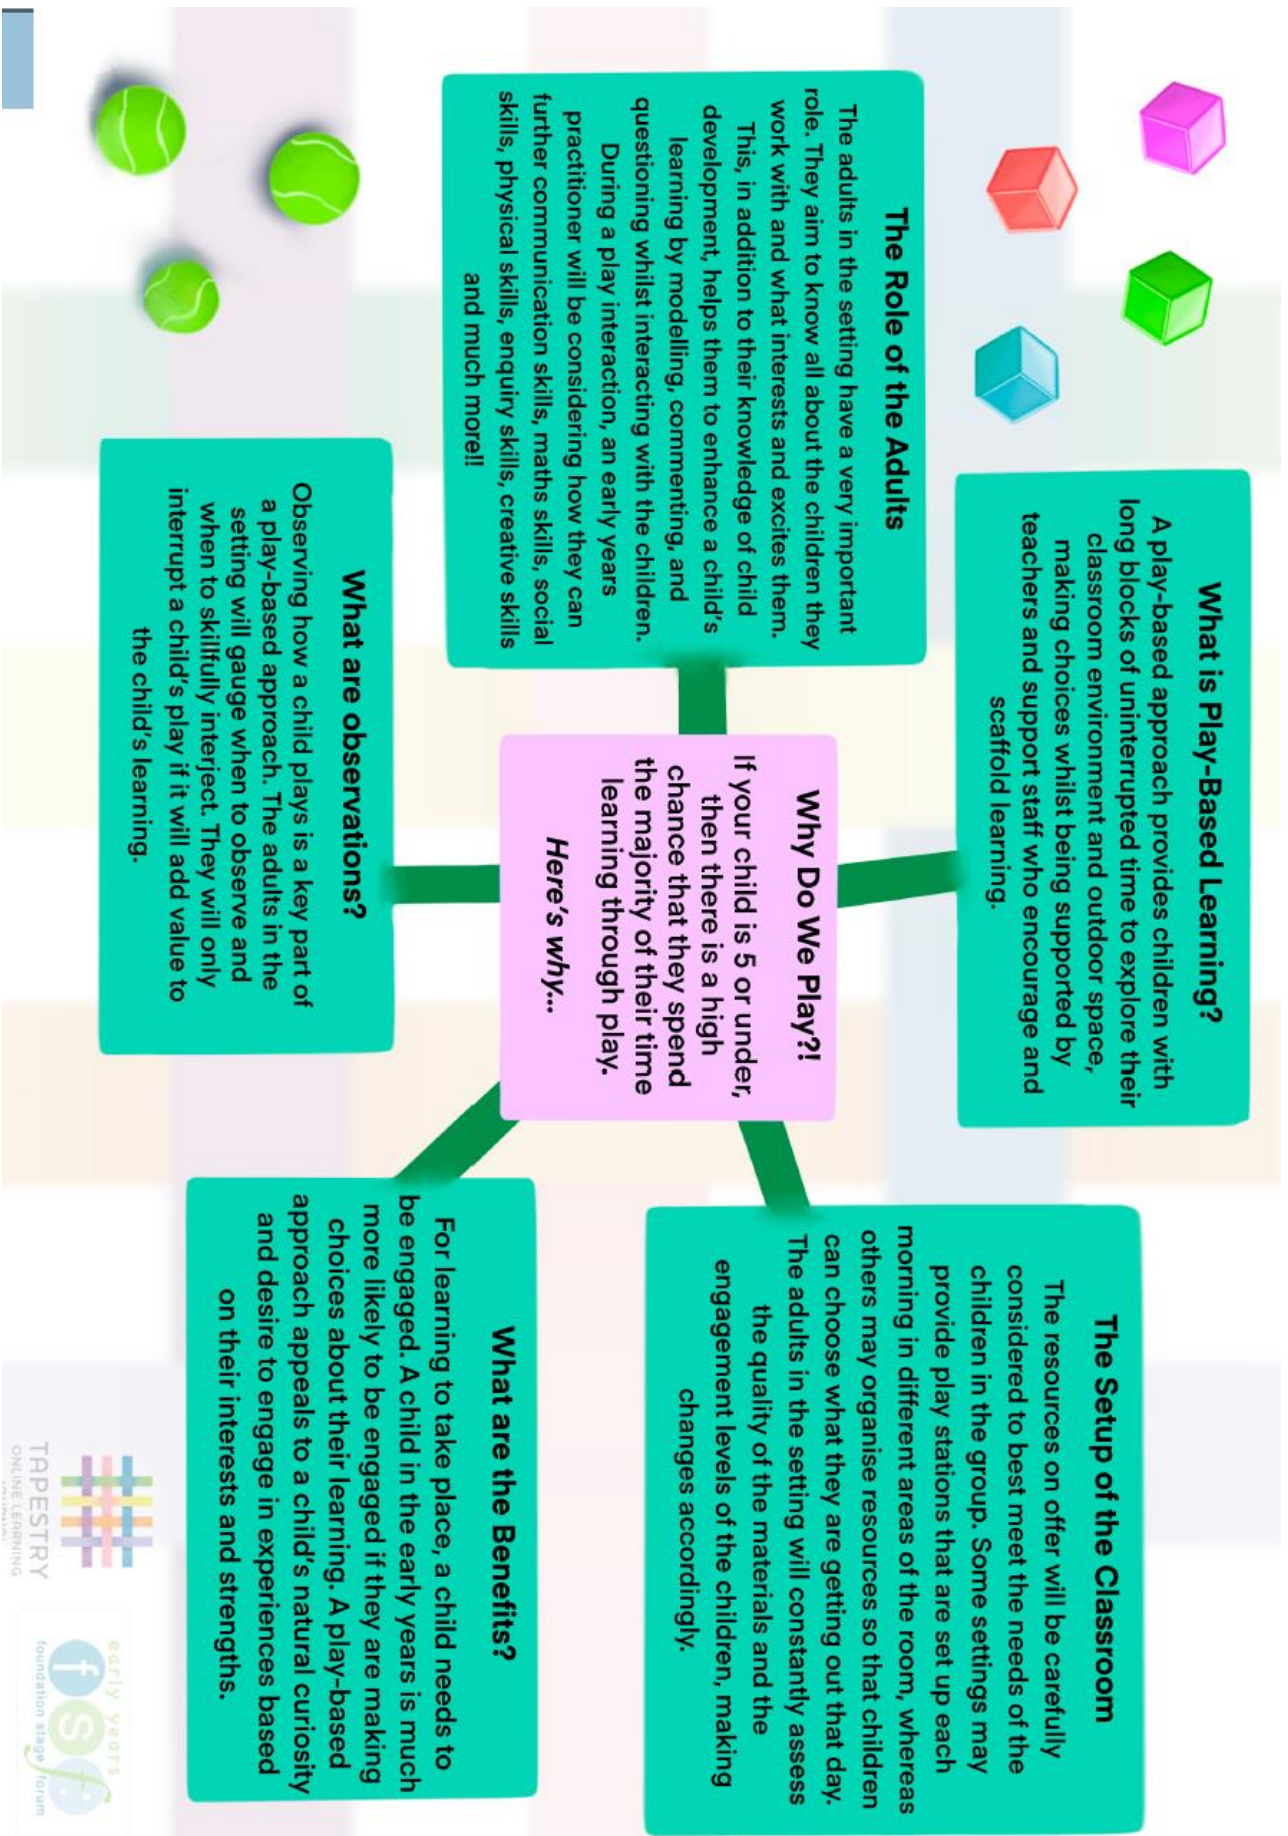 What is Play-Based Learning?
A play-based approach provides children with
long blocks of uninterrupted time to explore their
classroom environment and outdoor space,
making choices whilst being supported by
teachers and support staff who encourage and
scaffold learning.
The Role of the Adults
The adults in the setting have a very important
role. They aim to know all about the children they
work with and what interests and excites them.
This, in addition to their knowledge of child
development, helps them to enhance a child's
learning by modelling, commenting, and
questioning whilst interacting with the children.
During a play interaction, an early years
practitioner will be considering how they can
further communication skills, maths skills, social
skills, physical skills, enquiry skills, creative skills
and much more!!
Why Do We Play?!
If your child is 5 or under,
then there is a high
chance that they spend
the majority of their time
learning through play.
Here's why...
The Setup of the Classroom
The resources on offer will be carefully
considered to best meet the needs of the
children in the group. Some settings may
provide play stations that are set up each
morning in different areas of the room, whereas
others may organise resources so that children
can choose what they are getting out that day.
The adults in the setting will constantly assess
the quality of the materials and the
engagement levels of the children, making
changes accordingly.
What are observations?
Observing how a child plays is a key part of
a play-based approach. The adults in the
setting will gauge when to observe and
when to skillfully interject. They will only
interrupt a child's play if it will add value to
the child's learning.
What are the Benefits?
For learning to take place, a child needs to
be engaged. A child in the early years is much
more likely to be engaged if they are making
choices about their learning. A play-based
approach appeals to a child's natural curiosity
and desire to engage in experiences based
on their interests and strengths.
TAPESTRY
ONLINE LEARNING
early years
fsf
foundation stage forum